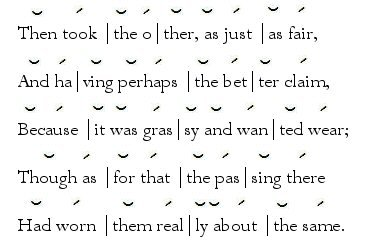 Then took |the o|ther, as just |as fair,
And ha|ving perhaps |the bet|ter claim,
Because |it was gras|sy and wan|ted wear;
Though as |for that |the pas|sing there
Had worn |them real|ly about |the same.